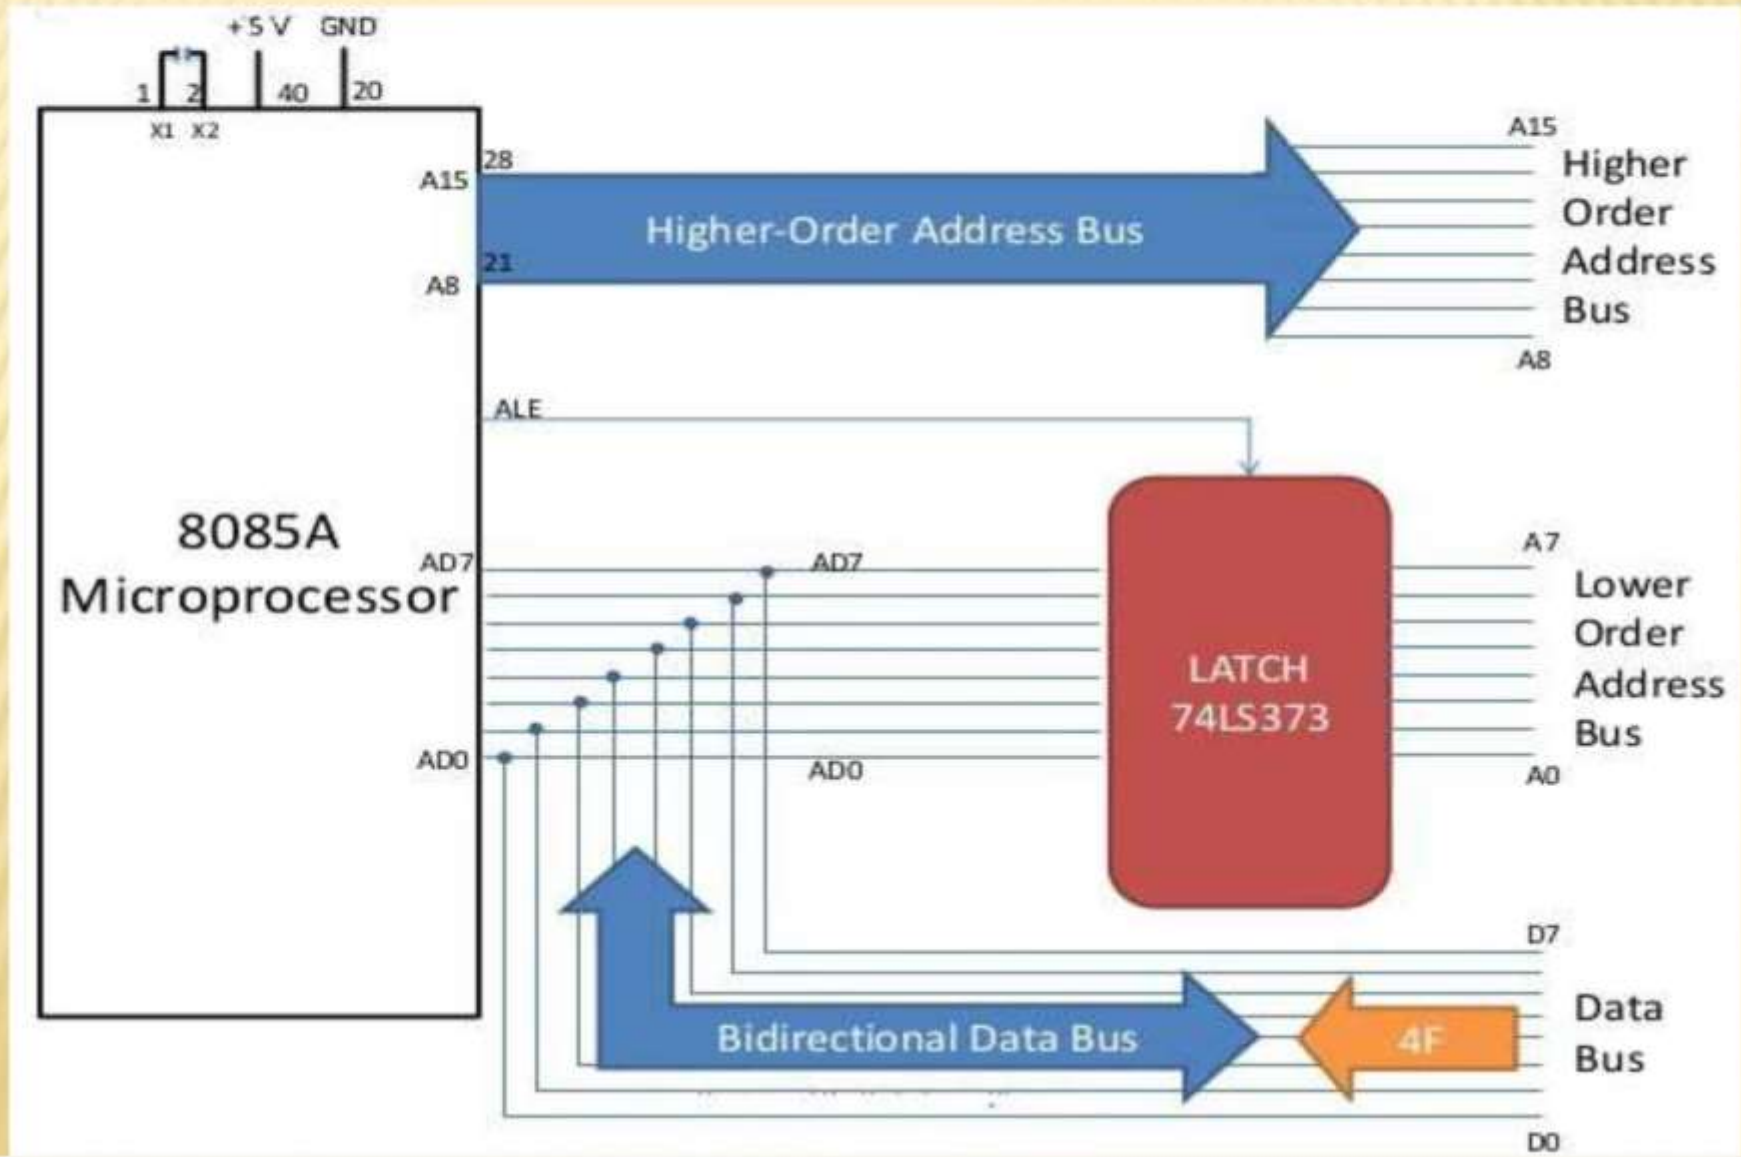 +5 V GND
1 2 40 20
X1 X2
28
A15
Higher-Order Address Bus
21
A8
A15
Higher
Order
Address
Bus
A8
ALE
8085A
Microprocessor
AD7
AD7
AD0
AD0
LATCH
74LS373
A7
Lower
Order
Address
Bus
A0
D7
Bidirectional Data Bus
4F
Data
Bus
D0